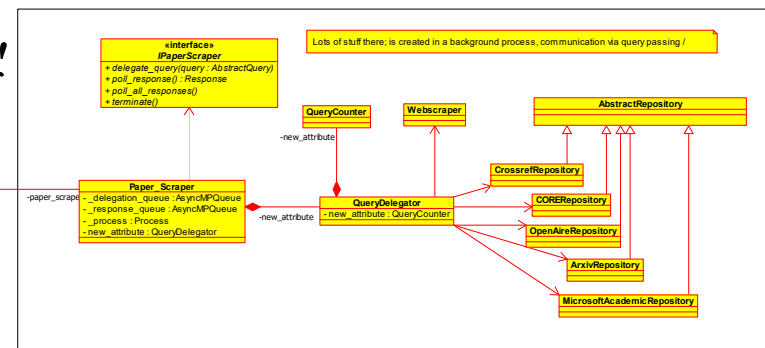 Lots of stuff there; is created in a background process, communication via query passing /
«interface»
IPaperScraper
+ delegate_query(query : AbstractQuery)
+ poll_response() : Response
+ poll_all_responses()
+ terminate()
QueryCounter
Webscraper
AbstractRepository
-new_attribute
CrossrefRepository
Paper_Scraper
- _delegation_queue : AsyncMPQueue
- _response_queue : AsyncMPQueue
- _process : Process
- new_attribute : QueryDelegator
-paper_scrape
-new_attribute
QueryDelegator
- new_attribute : QueryCounter
CORERepository
OpenAireRepository
ArxivRepository
MicrosoftAcademicRepository